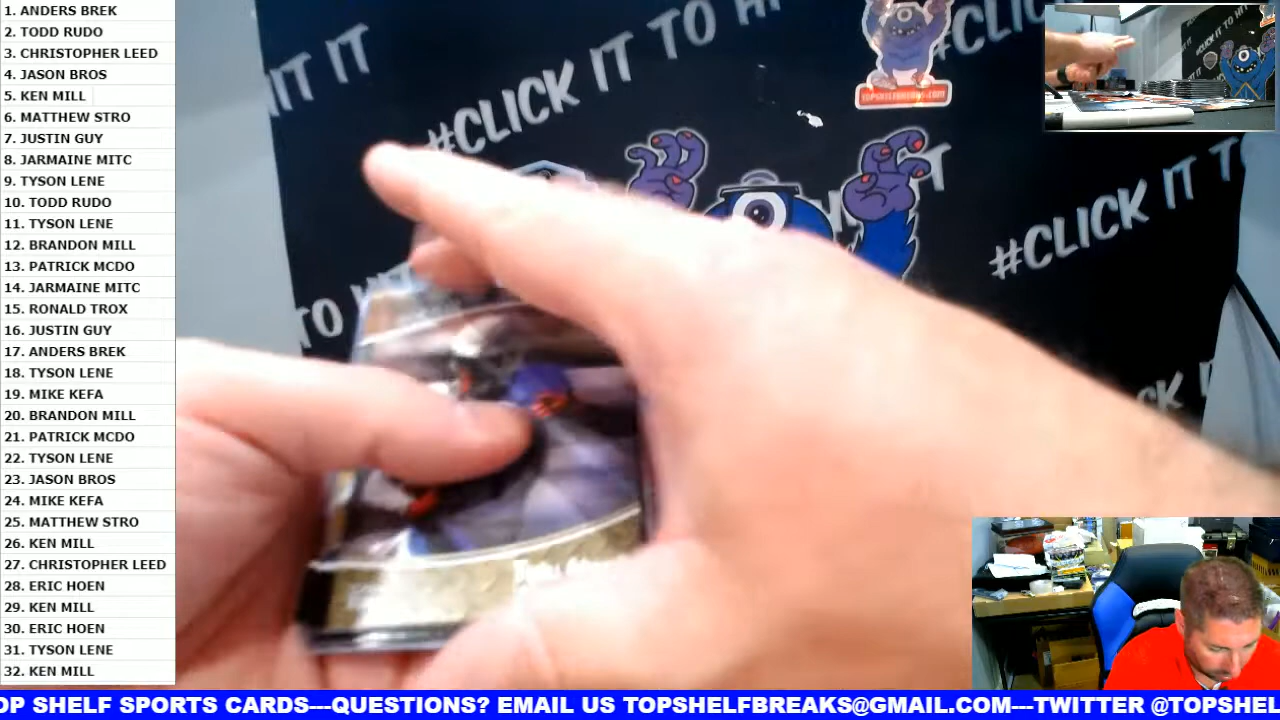 1. ANDERS BREK
2. TODD RUDO
3. CHRISTOPHER LEED
4. JASON BROS
5. KEN MILL
6. MATTHEW STRO
7. JUSTIN GUY
8. JARMAINE MITC
9. TYSON LENE
10. TODD RUDO
11. TYSON LENE
12. BRANDON MILL
13. PATRICK MCDO
14. JARMAINE MITC
15. RONALD TROX
16. JUSTIN GUY
17. ANDERS BREK
18. TYSON LENE
19. MIKE KEFA
20. BRANDON MILL
21. PATRICK MCDO
22. TYSON LENE
23. JASON BROS
24. MIKE KEFA
25. MATTHEW STRO
26. KEN MILL
27. CHRISTOPHER LEED
28. ERIC HOEN
29. KEN MILL
30. ERIC HOEN
31. TYSON LENE
32. KEN MILL
HIT IT
#CLICK IT TO HIT
#CLICK
TO HIT
#CLICK IT T
OP SHELF SPORTS CARDS---QUESTIONS? EMAIL US TOPSHELFBREAKS@GMAIL.COM---TWITTER @TOPSHEL